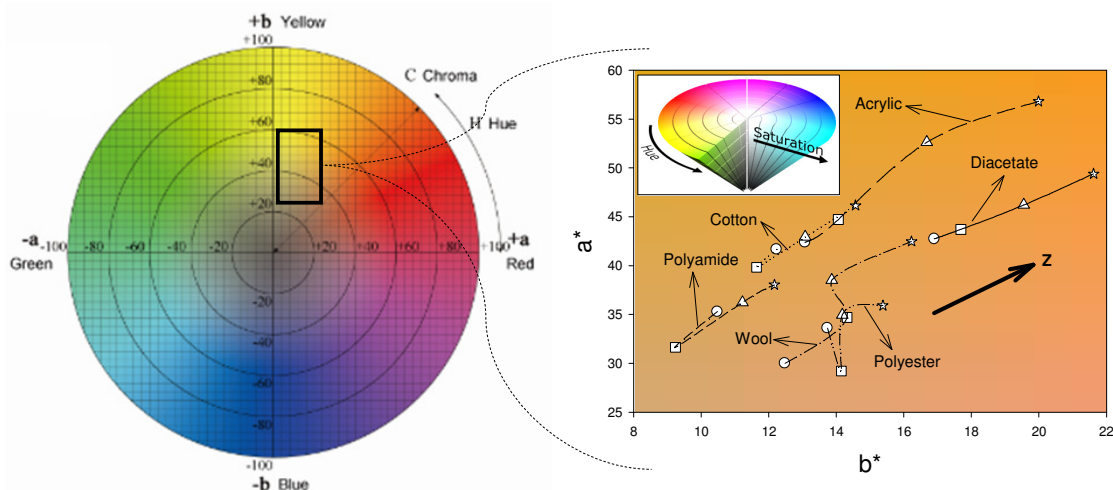 +b Yellow
+100
+80
+60
+40
+20
C Chroma
H Hue
-a
-100
-80
-60
-40
-20
+20
+40
+60
+80
+100
+a
Green
Red
-20
-40
-60
-80
-100
-b Blue
60
55
50
45
40
35
30
25
a*
Hue
Saturation
Acrylic
Diacetate
Cotton
Polyamide
z
Wool
Polyester
8
10
12
14
16
18
20
22
b*